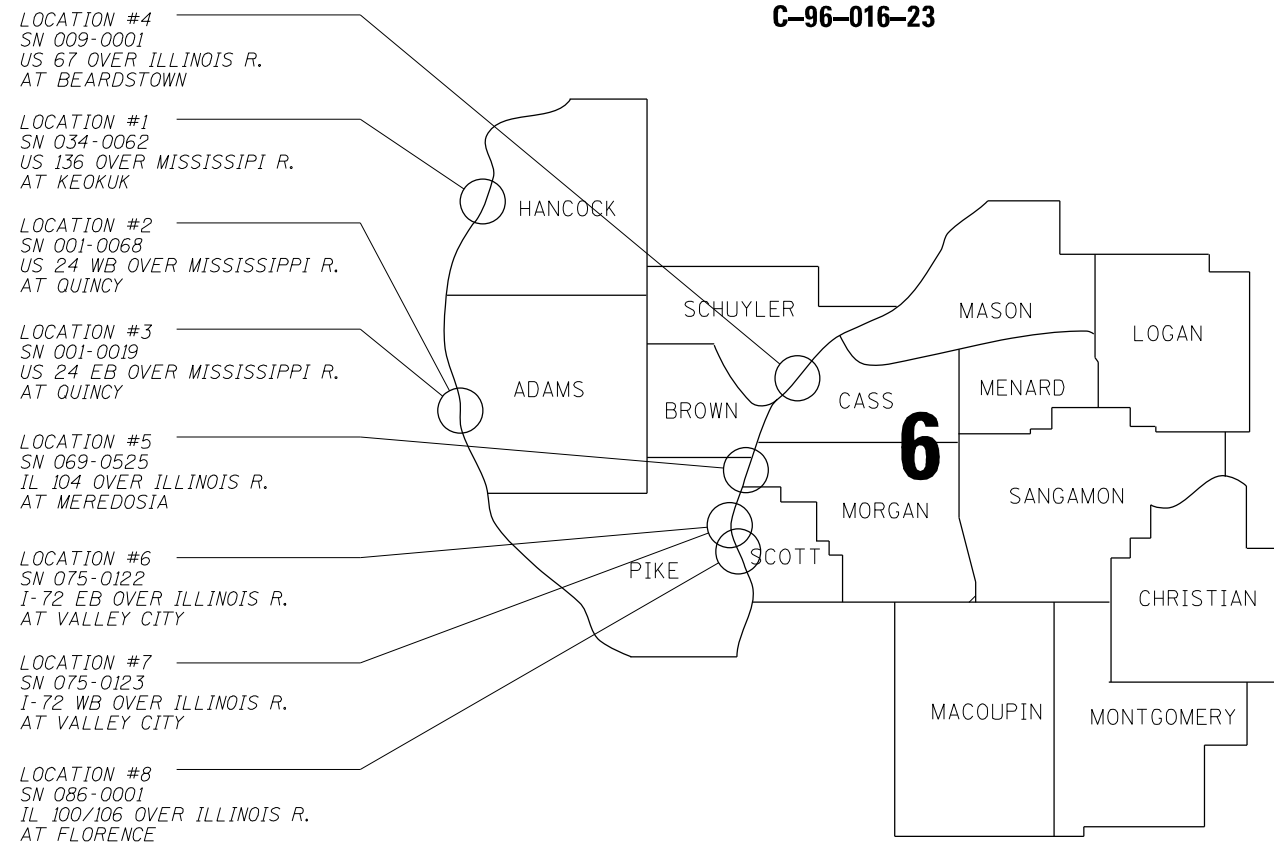 C-96-016-23
LOCATION #4
SN 009-0001
US 67 OVER ILLINOIS R.
AT BEARDSTOWN
LOCATION #1
SN 034-0062
US 136 OVER MISSISSIPI R.
AT KEOKUK
LOCATION #2
SN 001-0068
US 24 WB OVER MISSISSIPPI R.
AT QUINCY
LOCATION #3
SN 001-0019
US 24 EB OVER MISSISSIPPI R.
AT QUINCY
LOCATION #5
SN 069-0525
IL 104 OVER ILLINOIS R.
AT MEREDOSIA
LOCATION #6
SN 075-0122
I-72 EB OVER ILLINOIS R.
AT VALLEY CITY
LOCATION #7
SN 075-0123
I-72 WB OVER ILLINOIS R.
AT VALLEY CITY
LOCATION #8
SN 086-0001
IL 100/106 OVER ILLINOIS R.
AT FLORENCE
HANCOCK
SCHUYLER
MASON
LOGAN
ADAMS
BROWN
CASS
MENARD
6
MORGAN
SANGAMON
PIKE
SCOTT
CHRISTIAN
MACOUPIN
MONTGOMERY